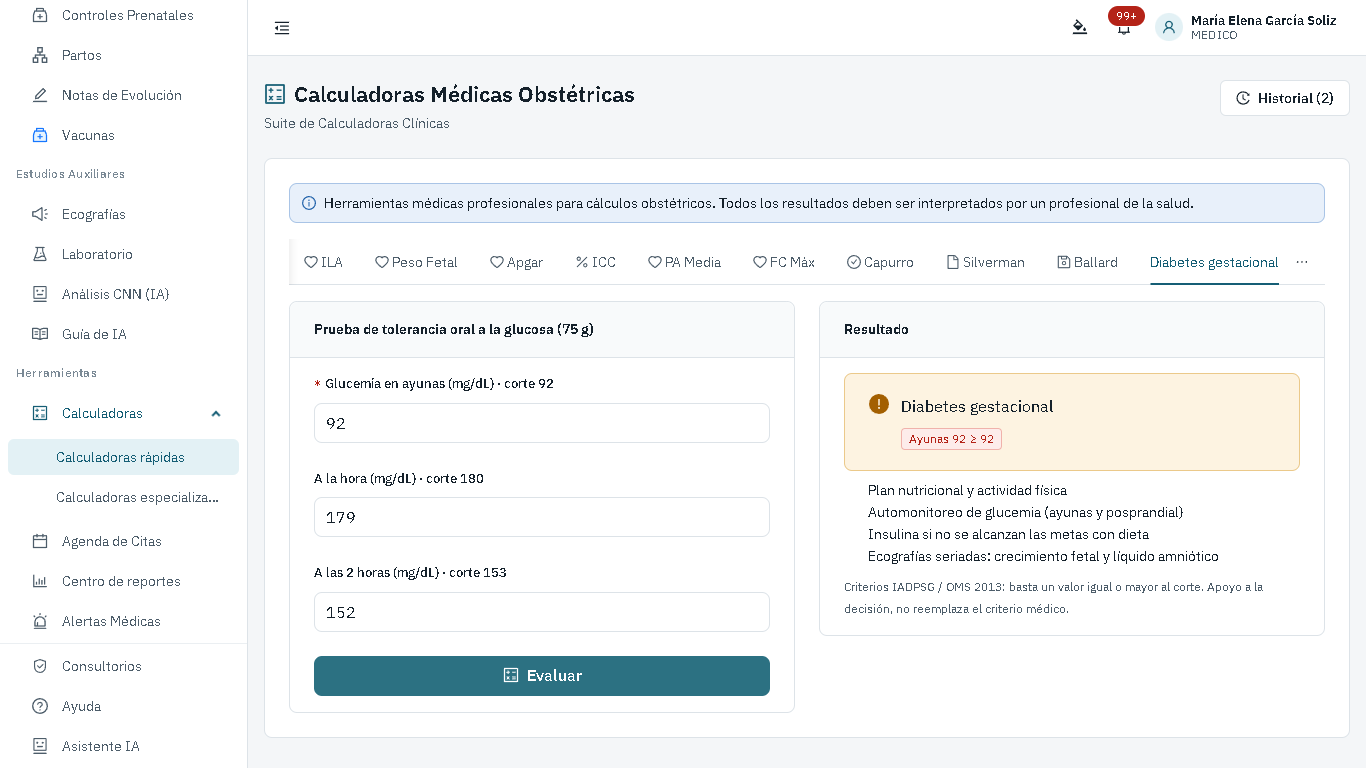 Controles Prenatales
Partos
Notas de Evolución
Vacunas
Estudios Auxiliares
Ecografías
Laboratorio
Análisis CNN (IA)
Guía de IA
Herramientas
Calculadoras
Calculadoras rápidas
Calculadoras especializa...
Agenda de Citas
Centro de reportes
Alertas Médicas
Consultorios
Ayuda
Asistente IA
99+
María Elena García Soliz
MEDICO
Calculadoras Médicas Obstétricas
Suite de Calculadoras Clínicas
Historial (2)
Herramientas médicas profesionales para cálculos obstétricos. Todos los resultados deben ser interpretados por un profesional de la salud.
ILA Peso Fetal Apgar ICC PA Media FC Máx Capurro Silverman Ballard Diabetes gestacional ...
Prueba de tolerancia oral a la glucosa (75 g)
* Glucemia en ayunas (mg/dL) · corte 92
92
A la hora (mg/dL) · corte 180
179
A las 2 horas (mg/dL) · corte 153
152
Evaluar
Resultado
Diabetes gestacional
Ayunas 92 ≥ 92
Plan nutricional y actividad física
Automonitoreo de glucemia (ayunas y posprandial)
Insulina si no se alcanzan las metas con dieta
Ecografías seriadas: crecimiento fetal y líquido amniótico
Criterios IADPSG / OMS 2013: basta un valor igual o mayor al corte. Apoyo a la
decisión, no reemplaza el criterio médico.